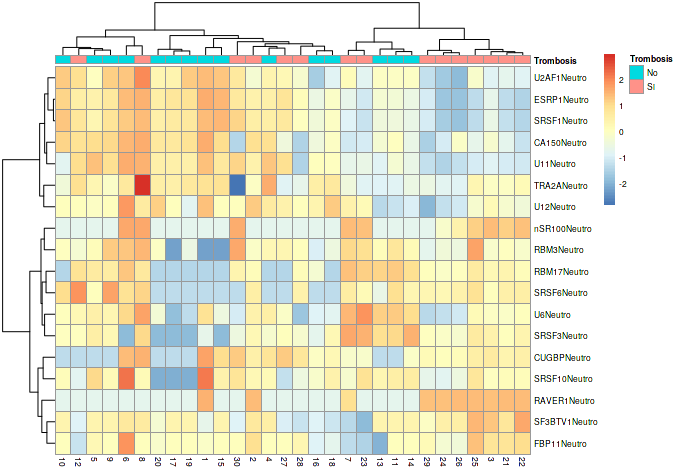 Trombosis
Trombosis
No
SI
2
1
0
-1
-2
U2AF1Neutro
ESRP1Neutro
SRSF1Neutro
CA150Neutro
U11Neutro
TRA2ANeutro
U12Neutro
nSR100Neutro
RBM3Neutro
RBM17Neutro
SRSF6Neutro
U6Neutro
SRSF3Neutro
CUGBPNeutro
SRSF10Neutro
RAVER1Neutro
SF3BTV1Neutro
FBP11Neutro
10 12 5 9 6 8 20 17 19 1 15 30 2 4 27 28 16 18 7 23 13 11 14 29 24 26 25 3 21 22